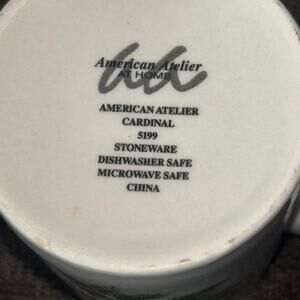 American Atelier
AT HOME
AMERICAN ATELIER
CARDINAL
5199
STONEWARE
DISHWASHER SAFE
MICROWAVE SAFE
CHINA